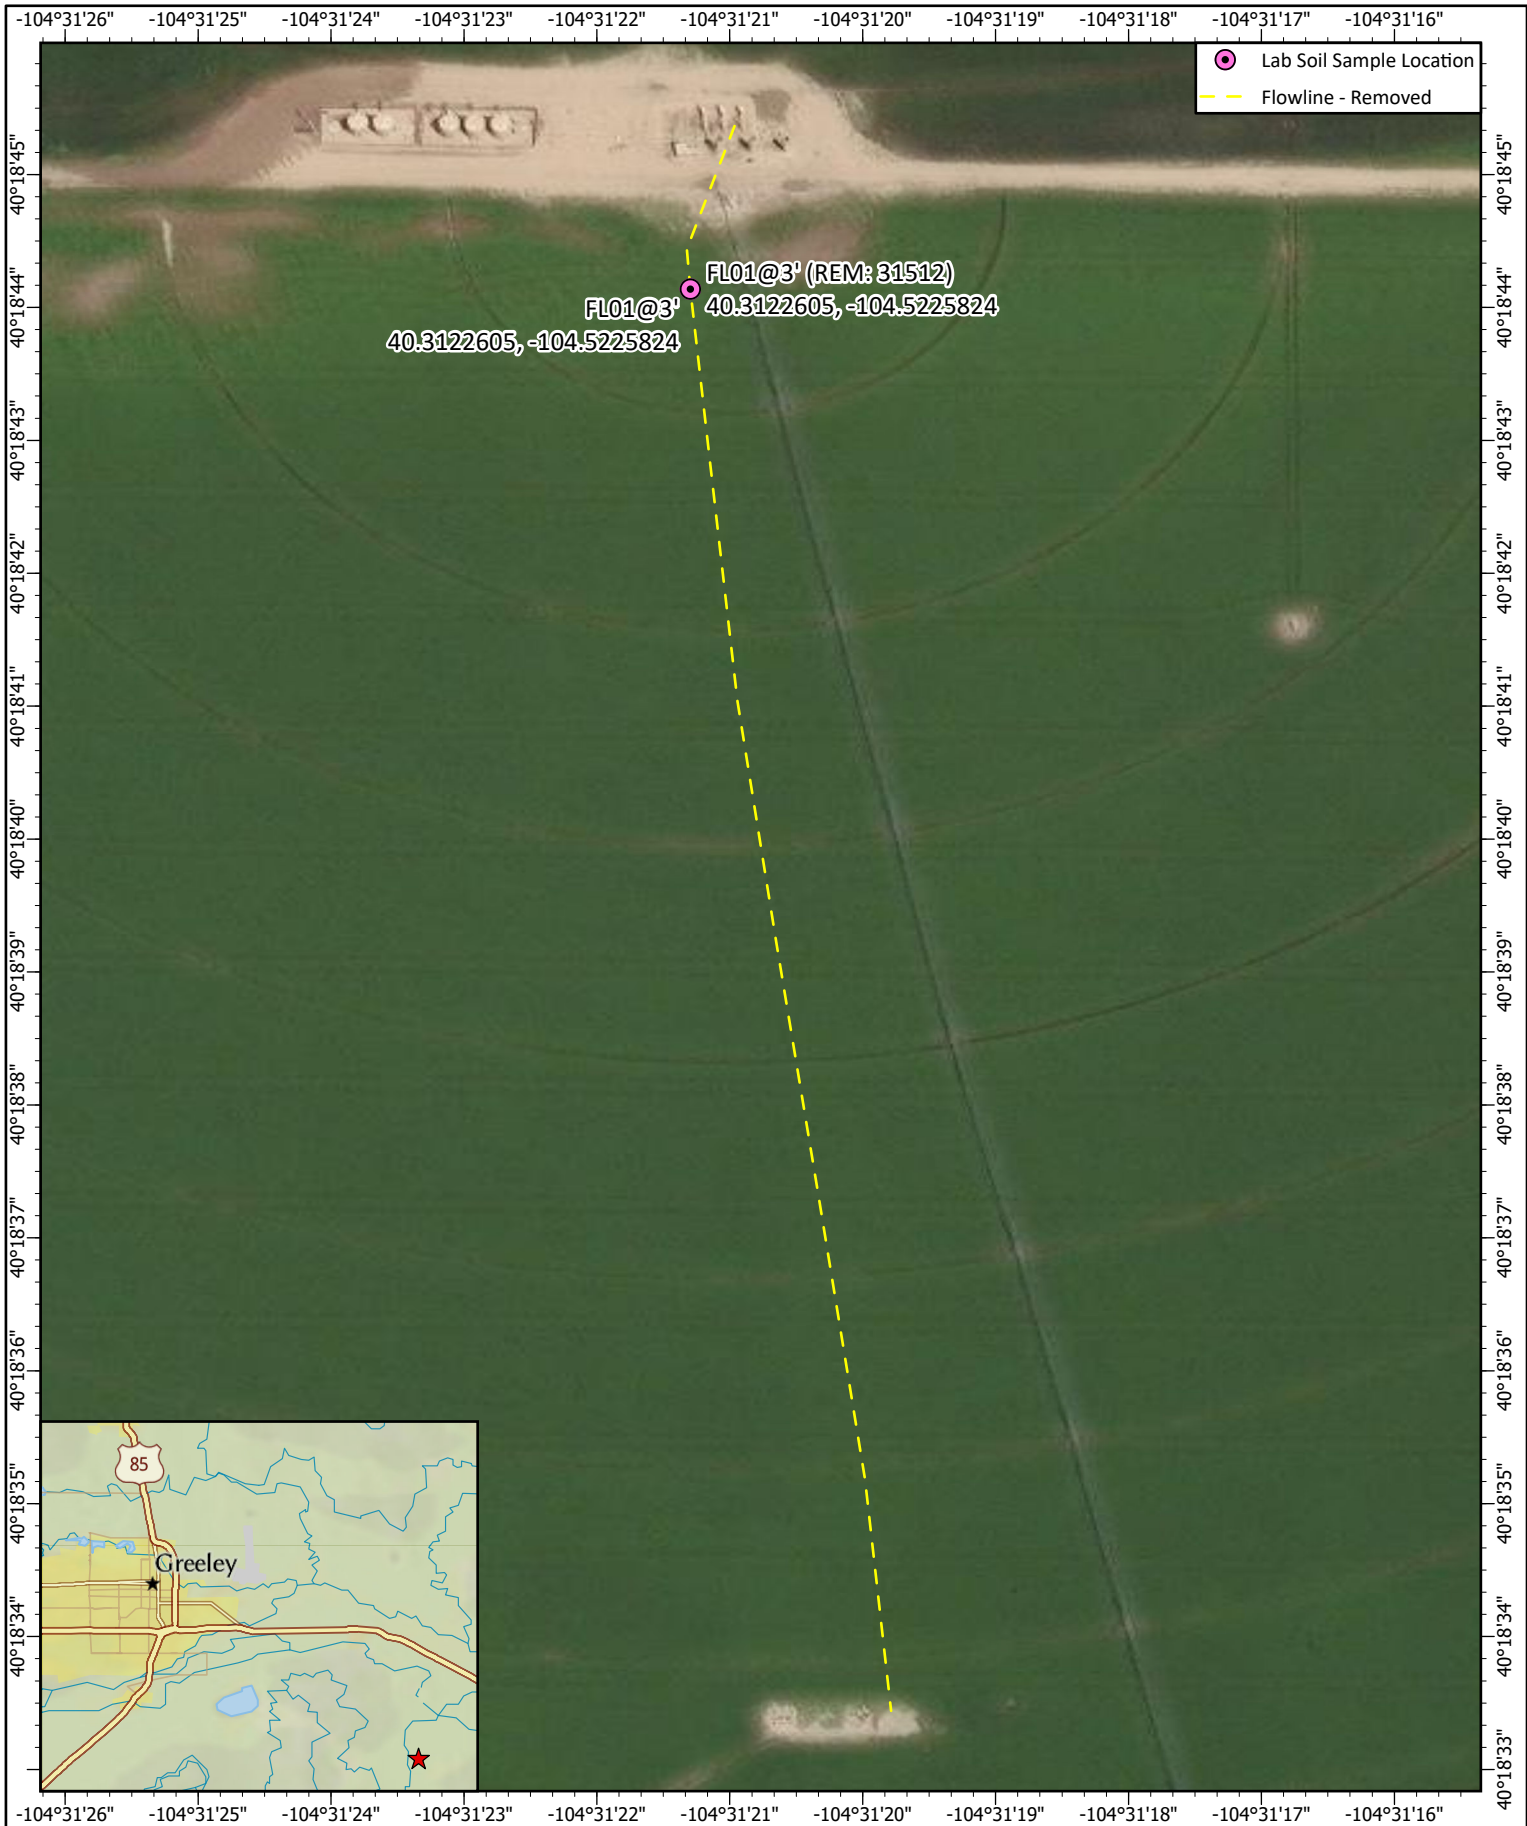 -104°31'26" -104°31'25" -104°31'24" -104°31'23" -104°31'22" -104°31'21" -104°31'20" -104°31'19" -104°31'18" -104°31'17" -104°31'16"
Lab Soil Sample Location
Flowline - Removed
40°18'45" 40°18'45"
FL01@3' (REM: 31512)
40.3122605, -104.5225824
40°18'44" 40°18'44"
FL01@3'
40.3122605, -104.5225824
40°18'43" 40°18'43"
40°18'42" 40°18'42"
40°18'41" 40°18'41"
40°18'40" 40°18'40"
40°18'39" 40°18'39"
40°18'38" 40°18'38"
40°18'37" 40°18'37"
40°18'36" 40°18'36"
85
40°18'35" 40°18'35"
Greeley
40°18'34" 40°18'34"
40°18'33" 
-104°31'26" -104°31'25" -104°31'24" -104°31'23" -104°31'22" -104°31'21" -104°31'20" -104°31'19" -104°31'18" -104°31'17" -104°31'16"